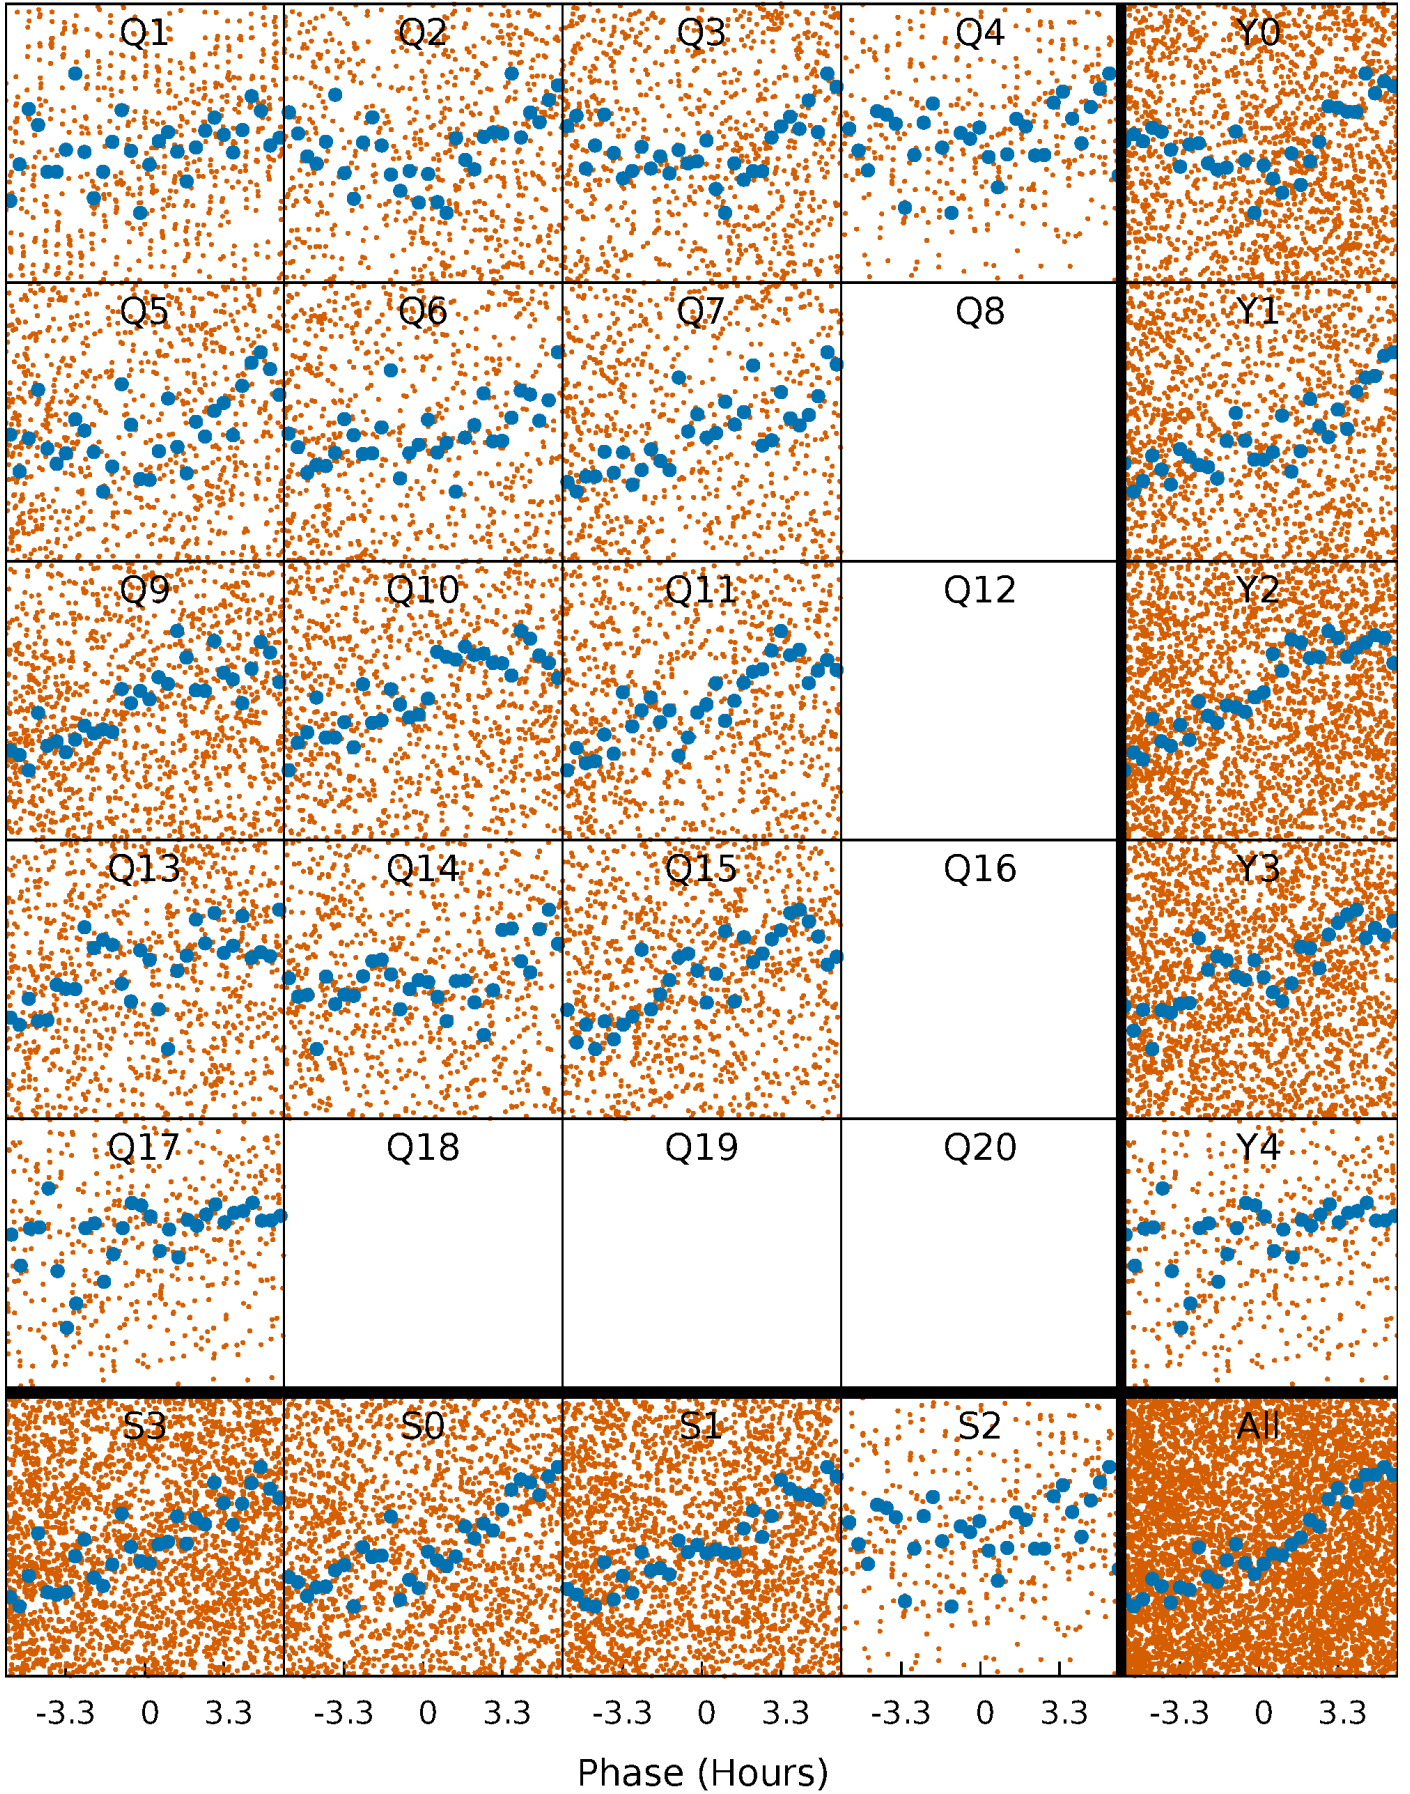 Q1 Q2 Q3 Q4 Y0
Q5 Q6 Q7 Q8 Y1
Q9 Q10 Q11 Q12 Y2
Q13 Q14 Q15 Q16 Y3
Q17 Q18 Q19 Q20 Y4
S3 S0 S1 S2 All
-3.3 0 3.3 -3.3 0 3.3 -3.3 0 3.3 -3.3 0 3.3 -3.3 0 3.3
Phase (Hours)